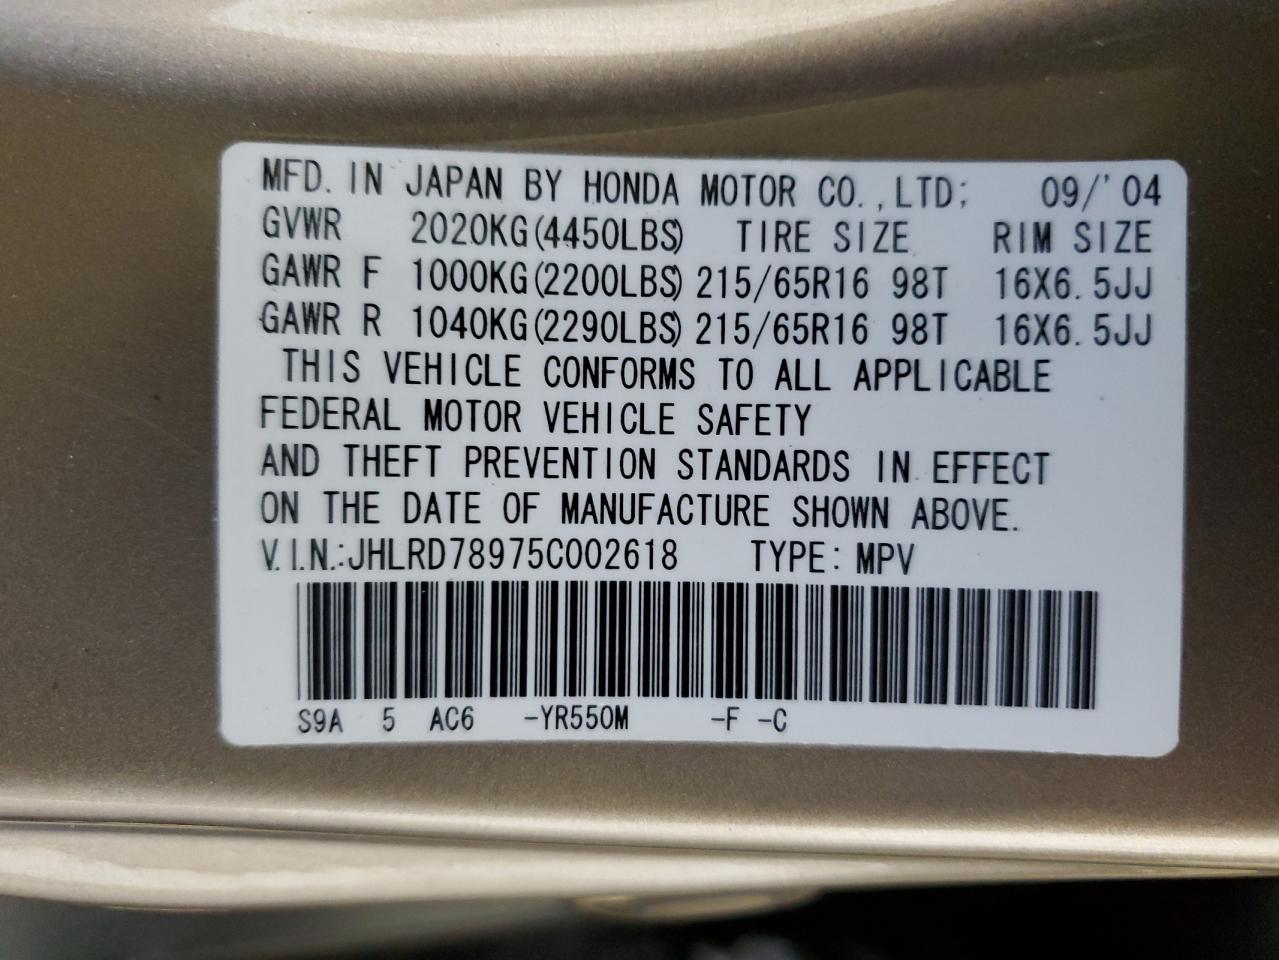 MFD. IN JAPAN BY HONDA MOTOR CO.,LTD; 09/'04
GVWR 2020KG(4450LBS) TIRE SIZE RIM SIZE
GAWR F 1000KG(2200LBS) 215/65R16 98T 16X6.5JJ
GAWR R 1040KG(2290LBS) 215/65R16 98T 16X6.5JJ
THIS VEHICLE CONFORMS TO ALL APPLICABLE
FEDERAL MOTOR VEHICLE SAFETY
AND THEFT PREVENTION STANDARDS IN EFFECT
ON THE DATE OF MANUFACTURE SHOWN ABOVE.
V.I.N.:JHLRD78975C002618 TYPE: MPV
S9A 5 AC6 -YR550M -F -C